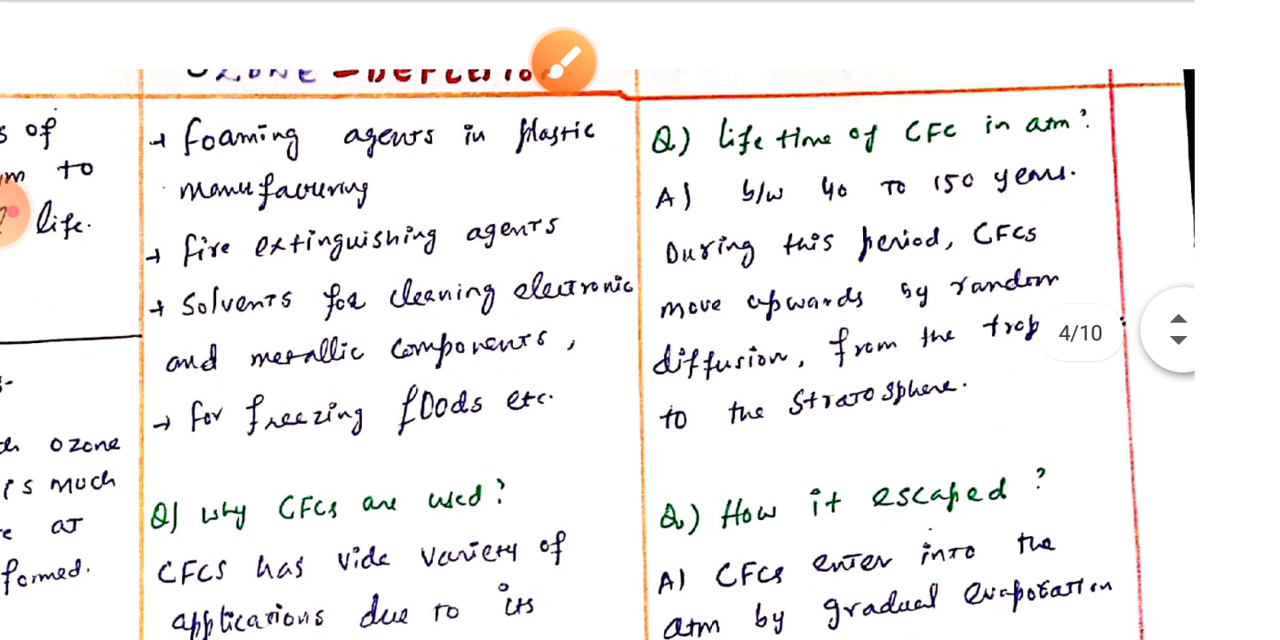 OZONE - DEPLETION
s of
m to
life.
th ozone
is much
e at
formed.
→ foaming agents in plastic
manufacturing
→ fire extinguishing agents
→ Solvents for cleaning electronic
and metallic components,
→ for freezing foods etc.
Q) why CFCs are used?
CFCs has vide variety of
applications due to its
Q) life time of CFC in atm?
A) b/w 40 to 150 years.
During this period, CFCs
move upwards by random
diffusion, from the trop
to the Stratosphere.
Q.) How it escaped?
A) CFCs enter into the
atm by gradual evaporation
4/10